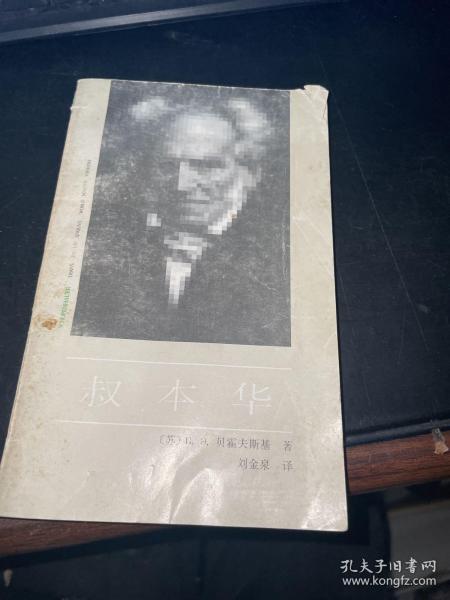 叔本华
〔苏〕 贝霍夫斯基 著
刘金泉 译
孔夫子旧书网
www.kongfz.com